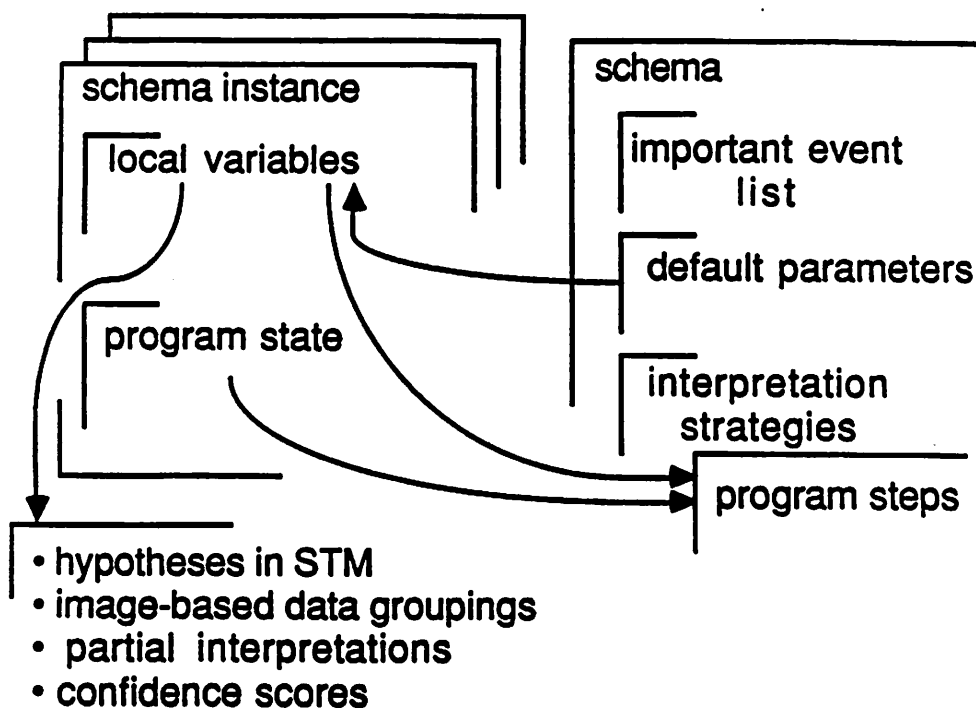 schema instance
local variables
program state
schema
important event
list
default parameters
interpretation
strategies
program steps
• hypotheses in STM
• image-based data groupings
• partial interpretations
• confidence scores